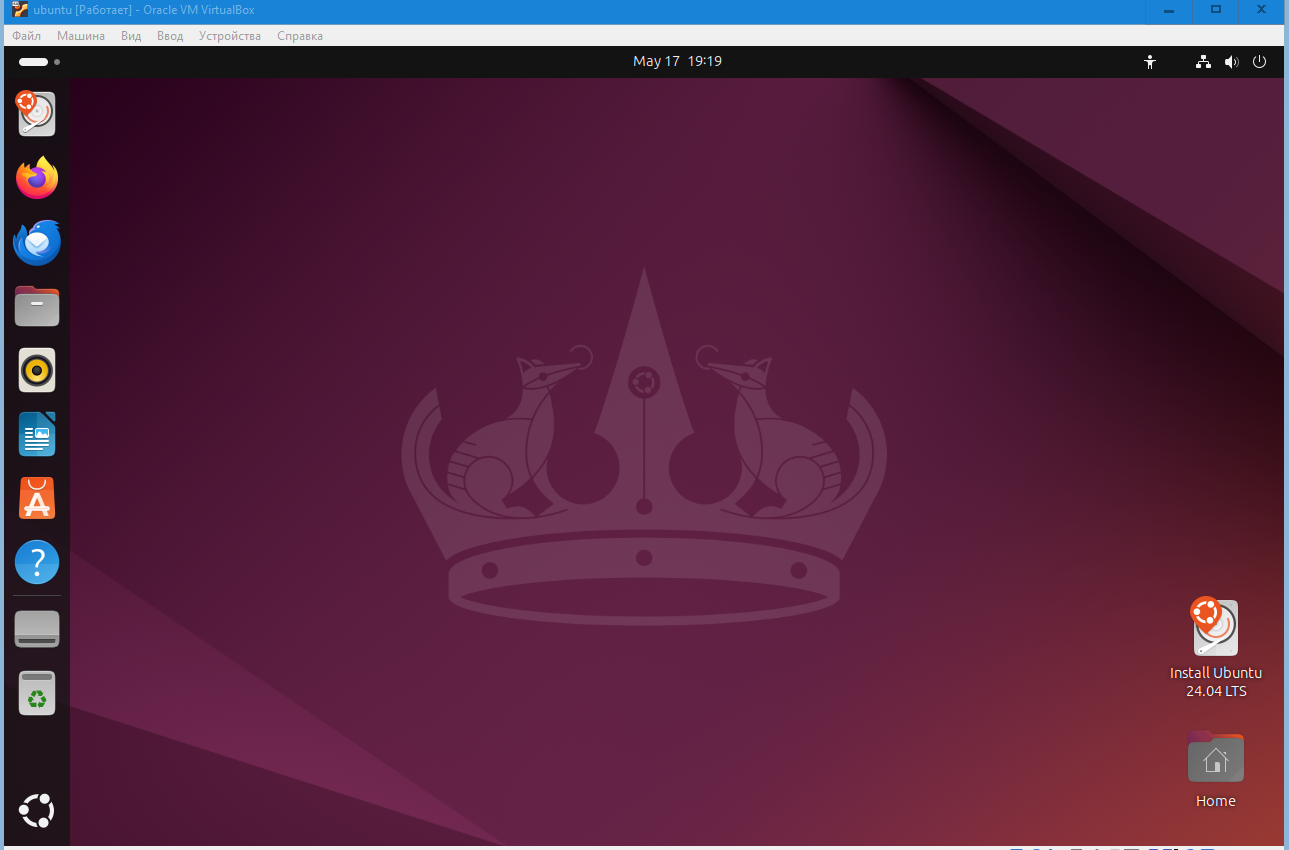 ubuntu [Работает] - Oracle VM VirtualBox
Файл Машина Вид Ввод Устройства Справка
May 17 19:19
Install Ubuntu
24.04 LTS
Home